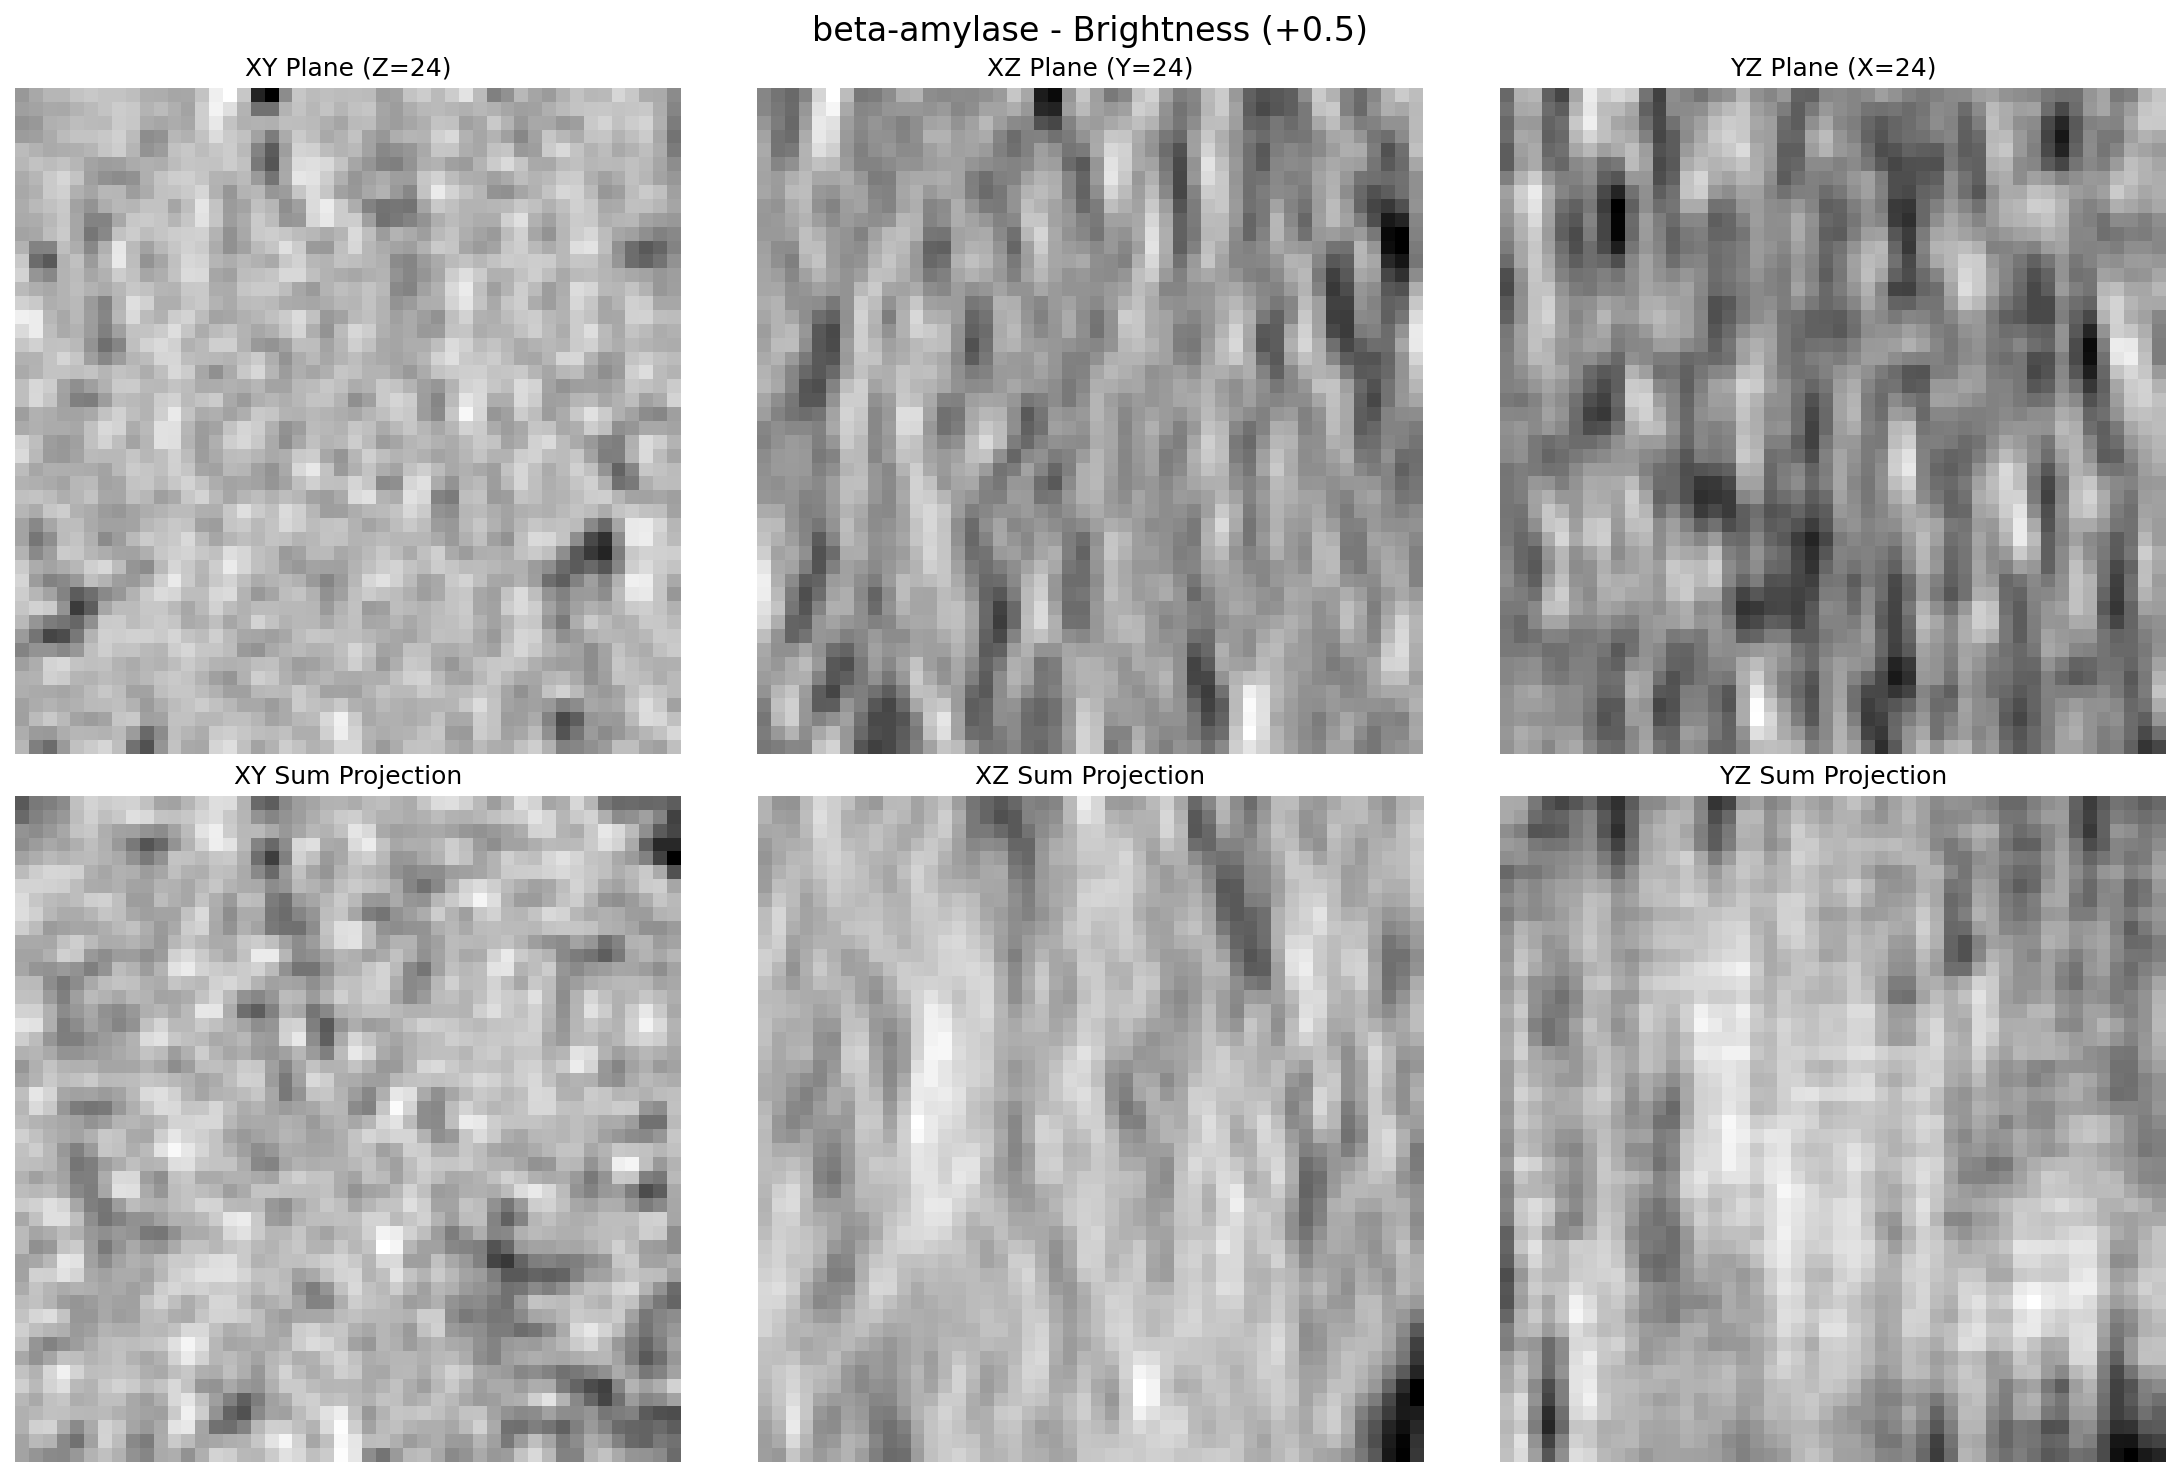 beta-amylase - Brightness (+0.5)
XY Plane (Z=24)
XZ Plane (Y=24)
YZ Plane (X=24)
XY Sum Projection
XZ Sum Projection
YZ Sum Projection